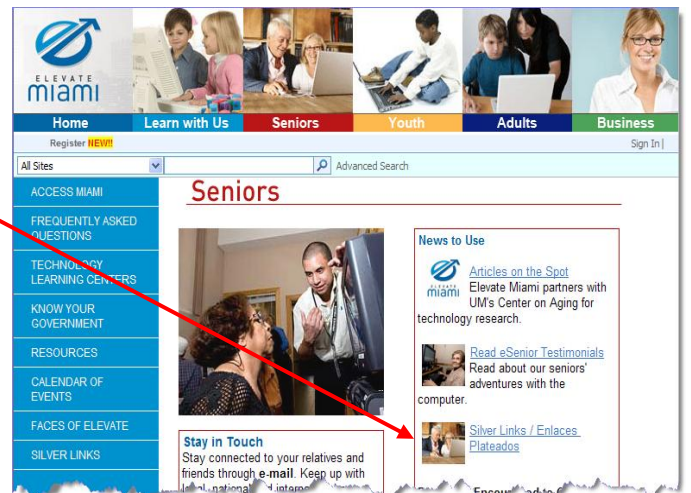 ELEVATE
miami
Home Learn with Us Seniors Youth Adults Business
Register NEW!! Sign In |
All Sites Advanced Search
ACCESS MIAMI
FREQUENTLY ASKED
QUESTIONS
TECHNOLOGY
LEARNING CENTERS
KNOW YOUR
GOVERNMENT
RESOURCES
CALENDAR OF
EVENTS
FACES OF ELEVATE
SILVER LINKS
Seniors
Stay in Touch
Stay connected to your relatives and
friends through e-mail. Keep up with
News to Use
miami
Articles on the Spot
Elevate Miami partners with
UM's Center on Aging for
technology research.
Read eSenior Testimonials
Read about our seniors'
adventures with the
computer.
Silver Links / Enlaces
Plateados